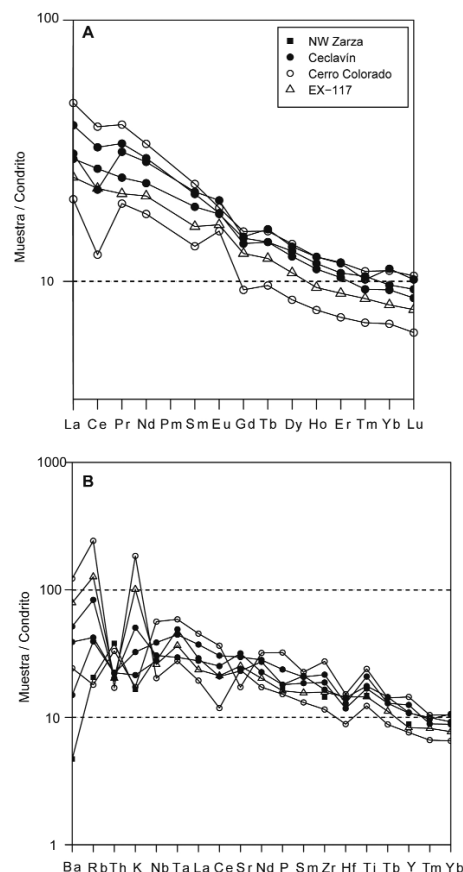 100
A
NW Zarza
Ceclavín
Cerro Colorado
EX−117
Muestra / Condrito
10
La Ce Pr Nd Pm Sm Eu Gd Tb Dy Ho Er Tm Yb Lu
1000
B
100
Muestra / Condrito
10
1
Ba Rb Th K Nb Ta La Ce Sr Nd P Sm Zr Hf Ti Tb Y Tm Yb